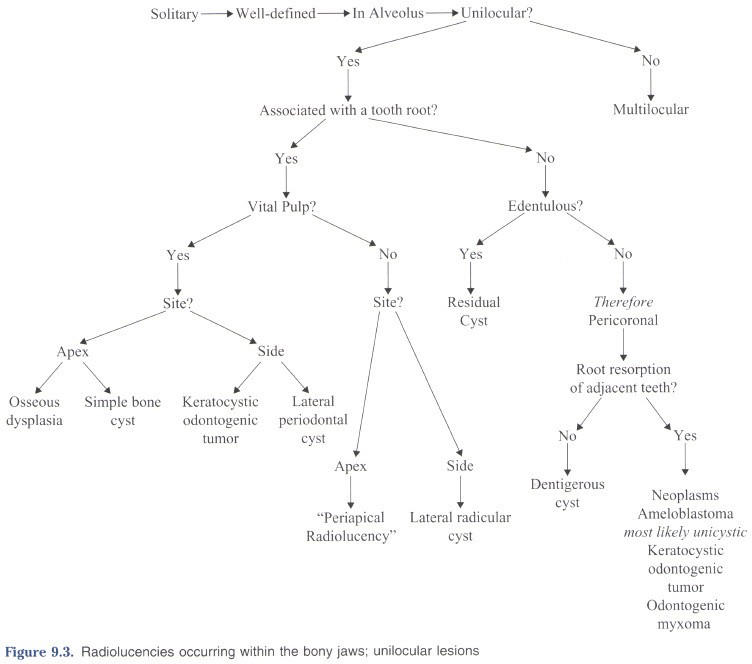 Solitary Well-defined In Alveolus Unilocular?
Yes No
Associated with a tooth root? Multilocular
Yes No
Vital Pulp? Edentulous?
Yes No Yes No
Site? Site? Residual Cyst Therefore Pericoronal
Apex Side
Root resorption
of adjacent teeth?
Osseous
dysplasia
Simple bone
cyst
Keratocystic
odontogenic
tumor
Lateral
periodontal
cyst
No Yes
Apex Side
"Periapical
Radiolucency"
Lateral radicular
cyst
Dentigerous
cyst
Neoplasms
Ameloblastoma
most likely unicystic
Keratocystic
odontogenic
tumor
Odontogenic
myxoma
Figure 9.3. Radiolucencies occurring within the bony jaws; unilocular lesions